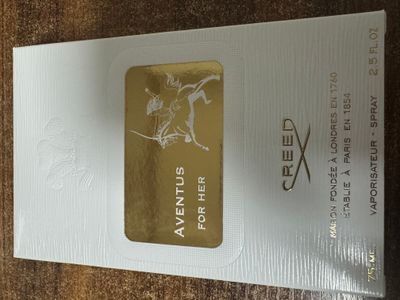 AVENTUS
FOR HER
CREED
MAISON FONDÉE À LONDRES EN 1760
ÉTABLIE À PARIS EN 1854
VAPORISATEUR - SPRAY
75 ML 2.5 FL.OZ